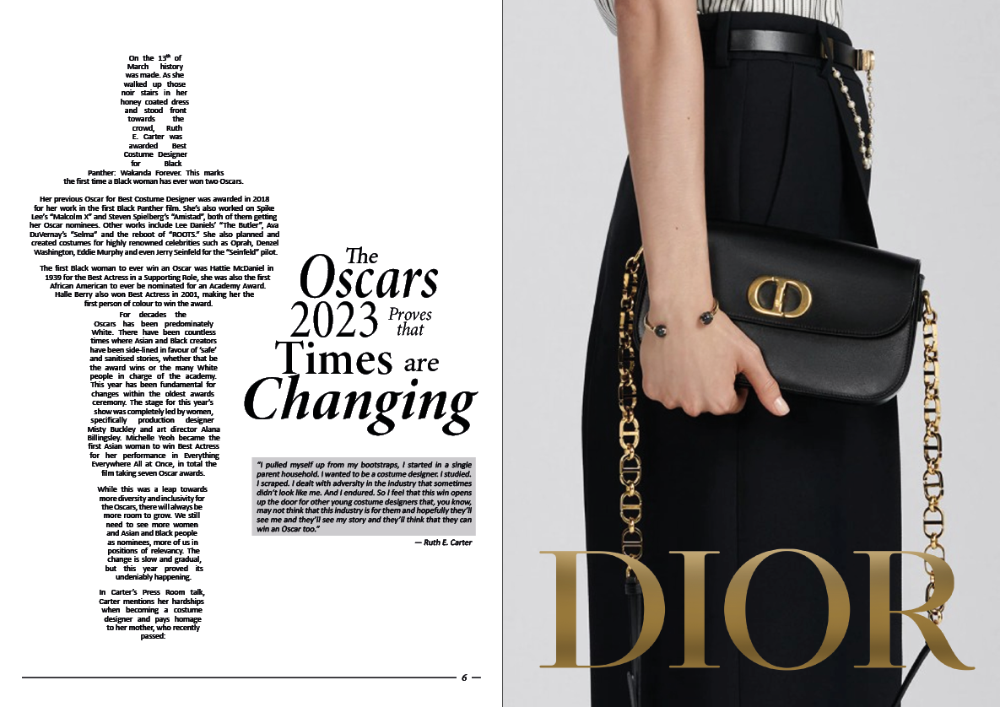 On the 13th of
March history
was made. As she
walked up those
noir stairs in her
honey coated dress
and stood front
towards the
crowd, Ruth
E. Carter was
awarded Best
Costume Designer
for Black
Panther: Wakanda Forever. This marks
the first time a Black woman has ever won two Oscars.
Her previous Oscar for Best Costume Designer was awarded in 2018
for her work in the first Black Panther film. She's also worked on Spike
Lee's "Malcolm X" and Steven Spielberg's "Amistad", both of them getting
her Oscar nominees. Other works include Lee Daniels' "The Butler", Ava
DuVernay's "Selma" and the reboot of "ROOTS." She also planned and
created costumes for highly renowned celebrities such as Oprah, Denzel
Washington, Eddie Murphy and even Jerry Seinfeld for the "Seinfeld" pilot.
The first Black woman to ever win an Oscar was Hattie McDaniel in
1939 for the Best Actress in a Supporting Role, she was also the first
African American to ever be nominated for an Academy Award.
Halle Berry also won Best Actress in 2001, making her the
first person of colour to win the award.
For decades the
Oscars has been predominately
White. There have been countless
times where Asian and Black creators
have been side-lined in favour of 'safe'
and sanitised stories, whether that be
the award wins or the many White
people in charge of the academy.
This year has been fundamental for
changes within the oldest awards
ceremony. The stage for this year's
show was completely led by women,
specifically production designer
Misty Buckley and art director Alana
Billingsley. Michelle Yeoh became the
first Asian woman to win Best Actress
for her performance in Everything
Everywhere All at Once, in total the
film taking seven Oscar awards.
While this was a leap towards
more diversity and inclusivity for
the Oscars, there will always be
more room to grow. We still
need to see more women
and Asian and Black people
as nominees, more of us in
positions of relevancy. The
change is slow and gradual,
but this year proved its
undeniably happening.
In Carter's Press Room talk,
Carter mentions her hardships
when becoming a costume
designer and pays homage
to her mother, who recently
passed:
The
Oscars
2023 Proves
that
Times are
Changing
"I pulled myself up from my bootstraps, I started in a single
parent household. I wanted to be a costume designer. I studied.
I scraped. I dealt with adversity in the industry that sometimes
didn't look like me. And I endured. So I feel that this win opens
up the door for other young costume designers that, you know,
may not think that this industry is for them and hopefully they'll
see me and they'll see my story and they'll think that they can
win an Oscar too."
— Ruth E. Carter
6
CD
DIOR